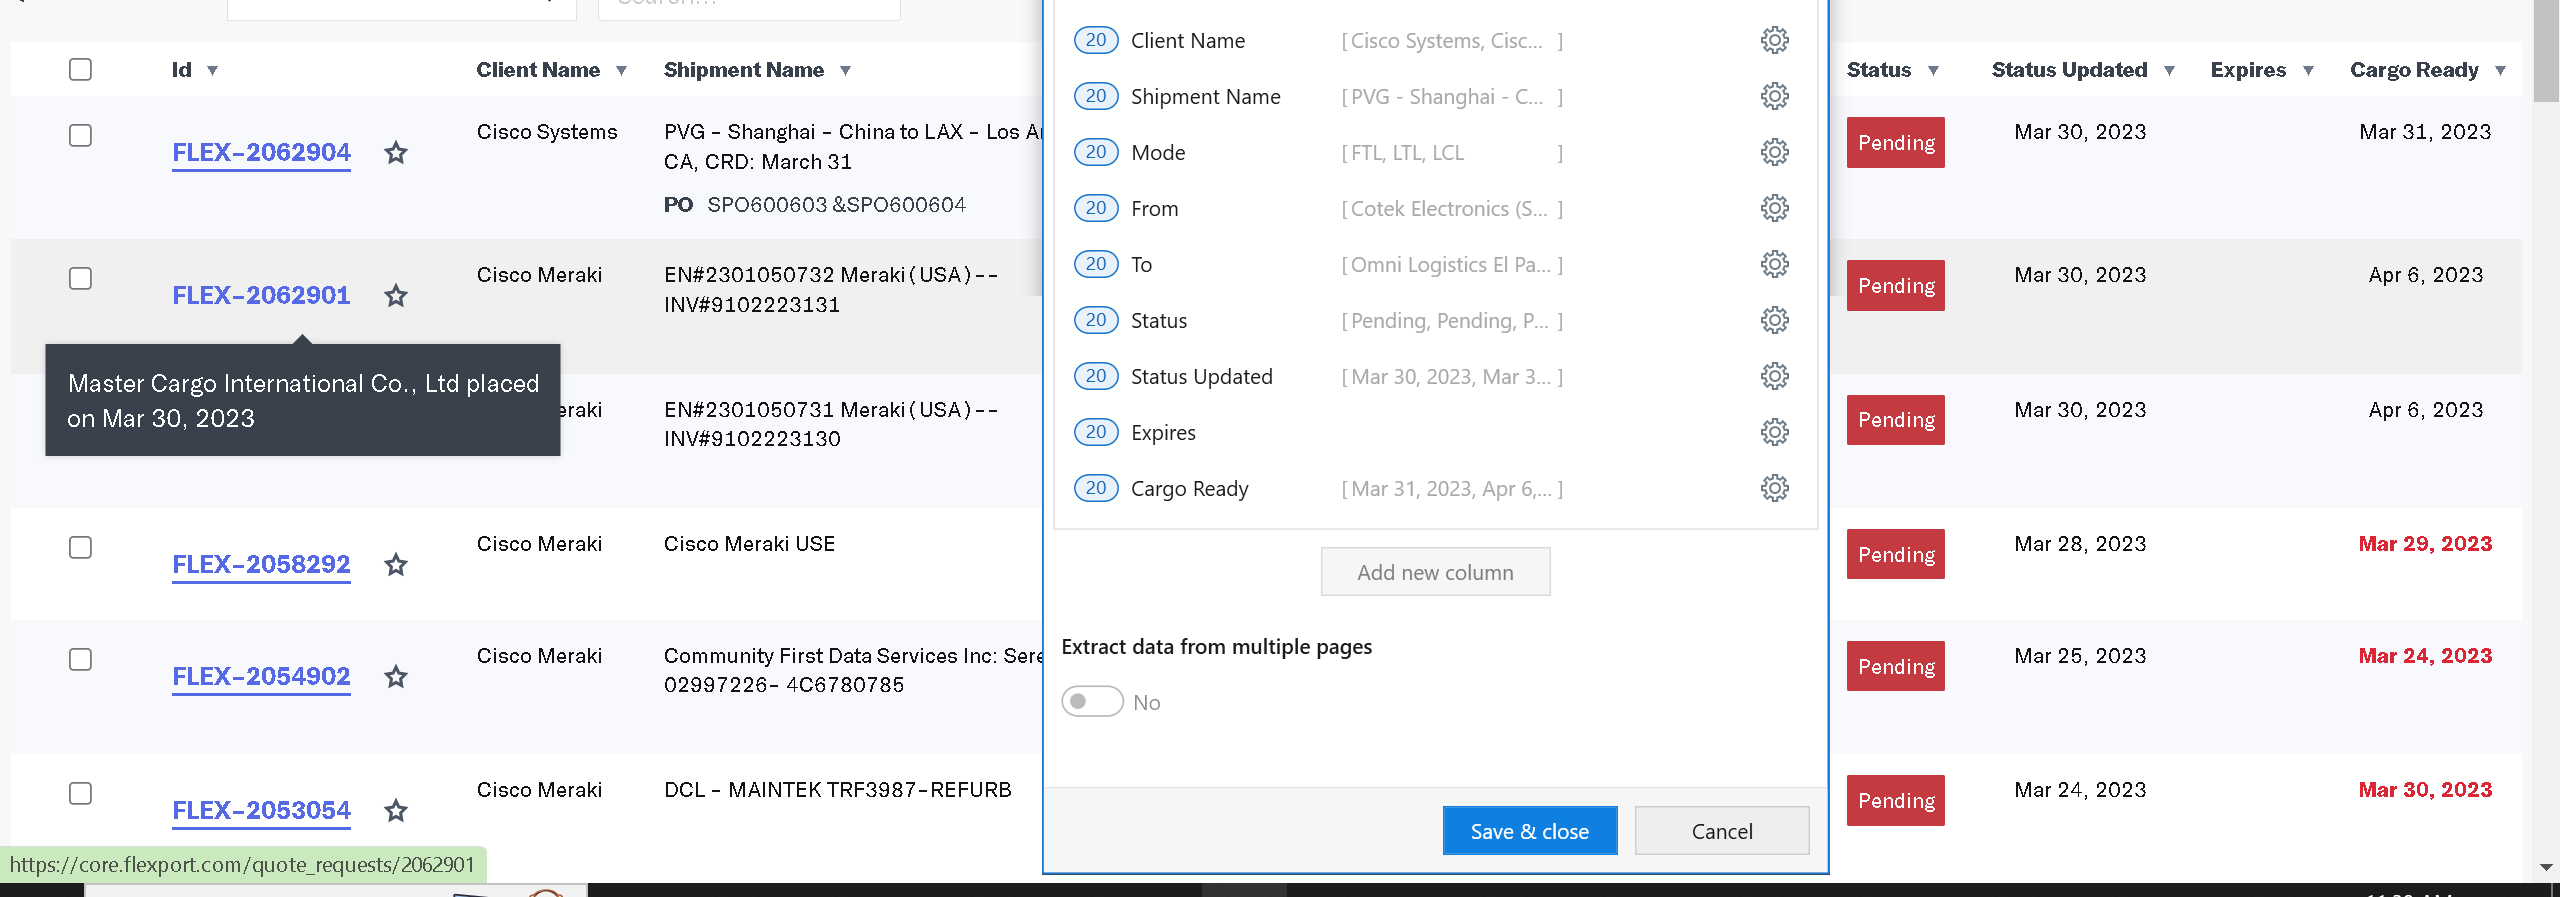 Search...
Id
Client Name
Shipment Name
Status
Status Updated
Expires
Cargo Ready
FLEX-2062904
Cisco Systems
PVG - Shanghai - China to LAX - Los
CA, CRD: March 31
PO SPO600603 &SPO600604
Pending
Mar 30, 2023
Mar 31, 2023
FLEX-2062901
Cisco Meraki
EN#2301050732 Meraki(USA)--
INV#9102223131
Pending
Mar 30, 2023
Apr 6, 2023
Master Cargo International Co., Ltd placed
on Mar 30, 2023
eraki
EN#2301050731 Meraki(USA)--
INV#9102223130
Pending
Mar 30, 2023
Apr 6, 2023
FLEX-2058292
Cisco Meraki
Cisco Meraki USE
Pending
Mar 28, 2023
Mar 29, 2023
FLEX-2054902
Cisco Meraki
Community First Data Services Inc: Sere
02997226- 4C6780785
Pending
Mar 25, 2023
Mar 24, 2023
FLEX-2053054
Cisco Meraki
DCL - MAINTEK TRF3987-REFURB
Pending
Mar 24, 2023
Mar 30, 2023
20 Client Name [Cisco Systems, Cisc... ]
20 Shipment Name [PVG - Shanghai - C... ]
20 Mode [FTL, LTL, LCL ]
20 From [Cotek Electronics (S... ]
20 To [Omni Logistics El Pa... ]
20 Status [Pending, Pending, P... ]
20 Status Updated [Mar 30, 2023, Mar 3... ]
20 Expires
20 Cargo Ready [Mar 31, 2023, Apr 6,... ]
Add new column
Extract data from multiple pages
No
Save & close
Cancel
https://core.flexport.com/quote_requests/2062901